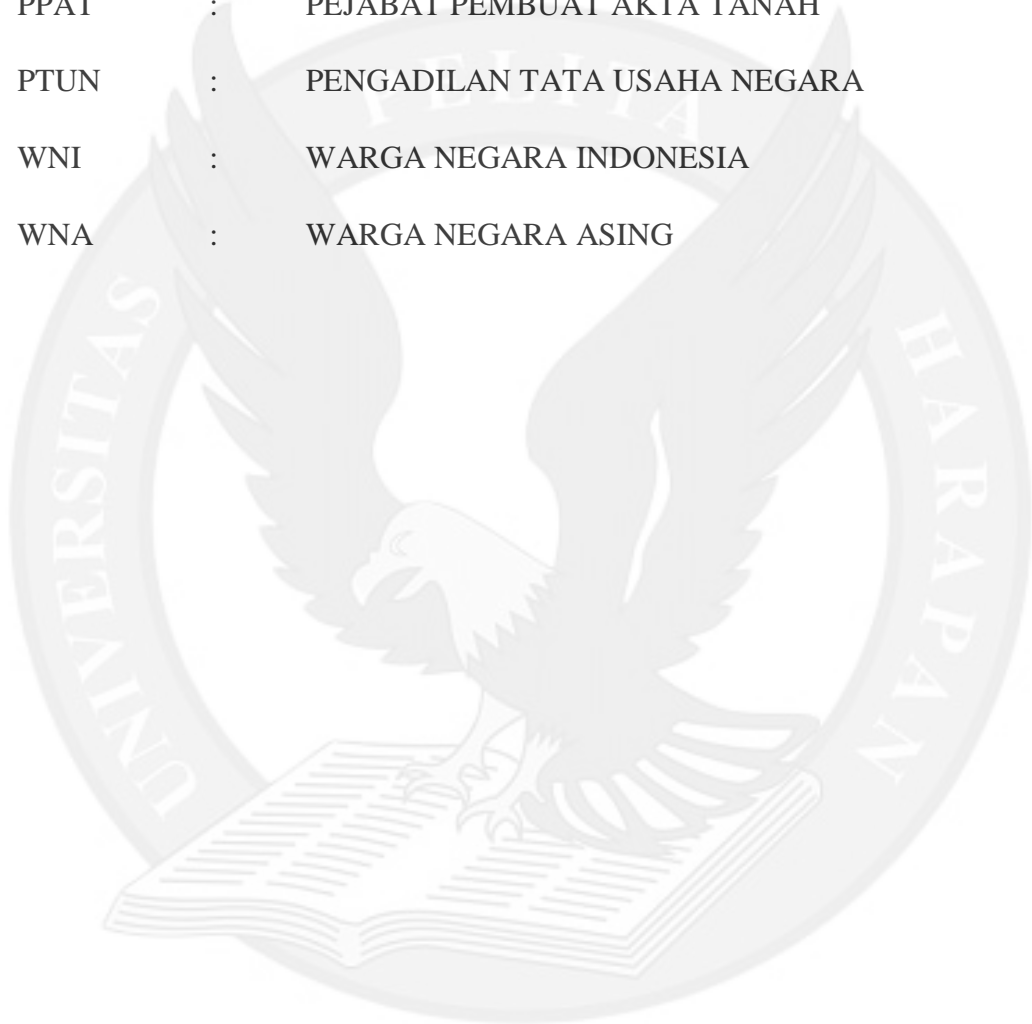 PPAT : PEJABAT PEMBUAT AKTA TANAH
PTUN : PENGADILAN TATA USAHA NEGARA
WNI : WARGA NEGARA INDONESIA
WNA : WARGA NEGARA ASING
UNIVERSITAS PELITA HARAPAN